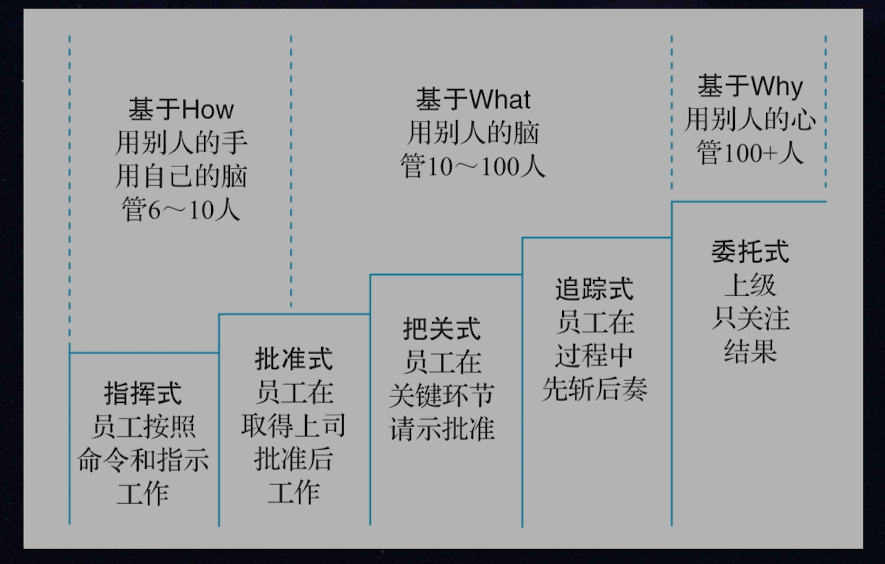 基于How
用别人的手
用自己的脑
管6～10人
基于What
用别人的脑
管10～100人
基于Why
用别人的心
管100+人
指挥式
员工按照
命令和指示
工作
批准式
员工在
取得上司
批准后
工作
把关式
员工在
关键环节
请示批准
追踪式
员工在
过程中
先斩后奏
委托式
上级
只关注
结果